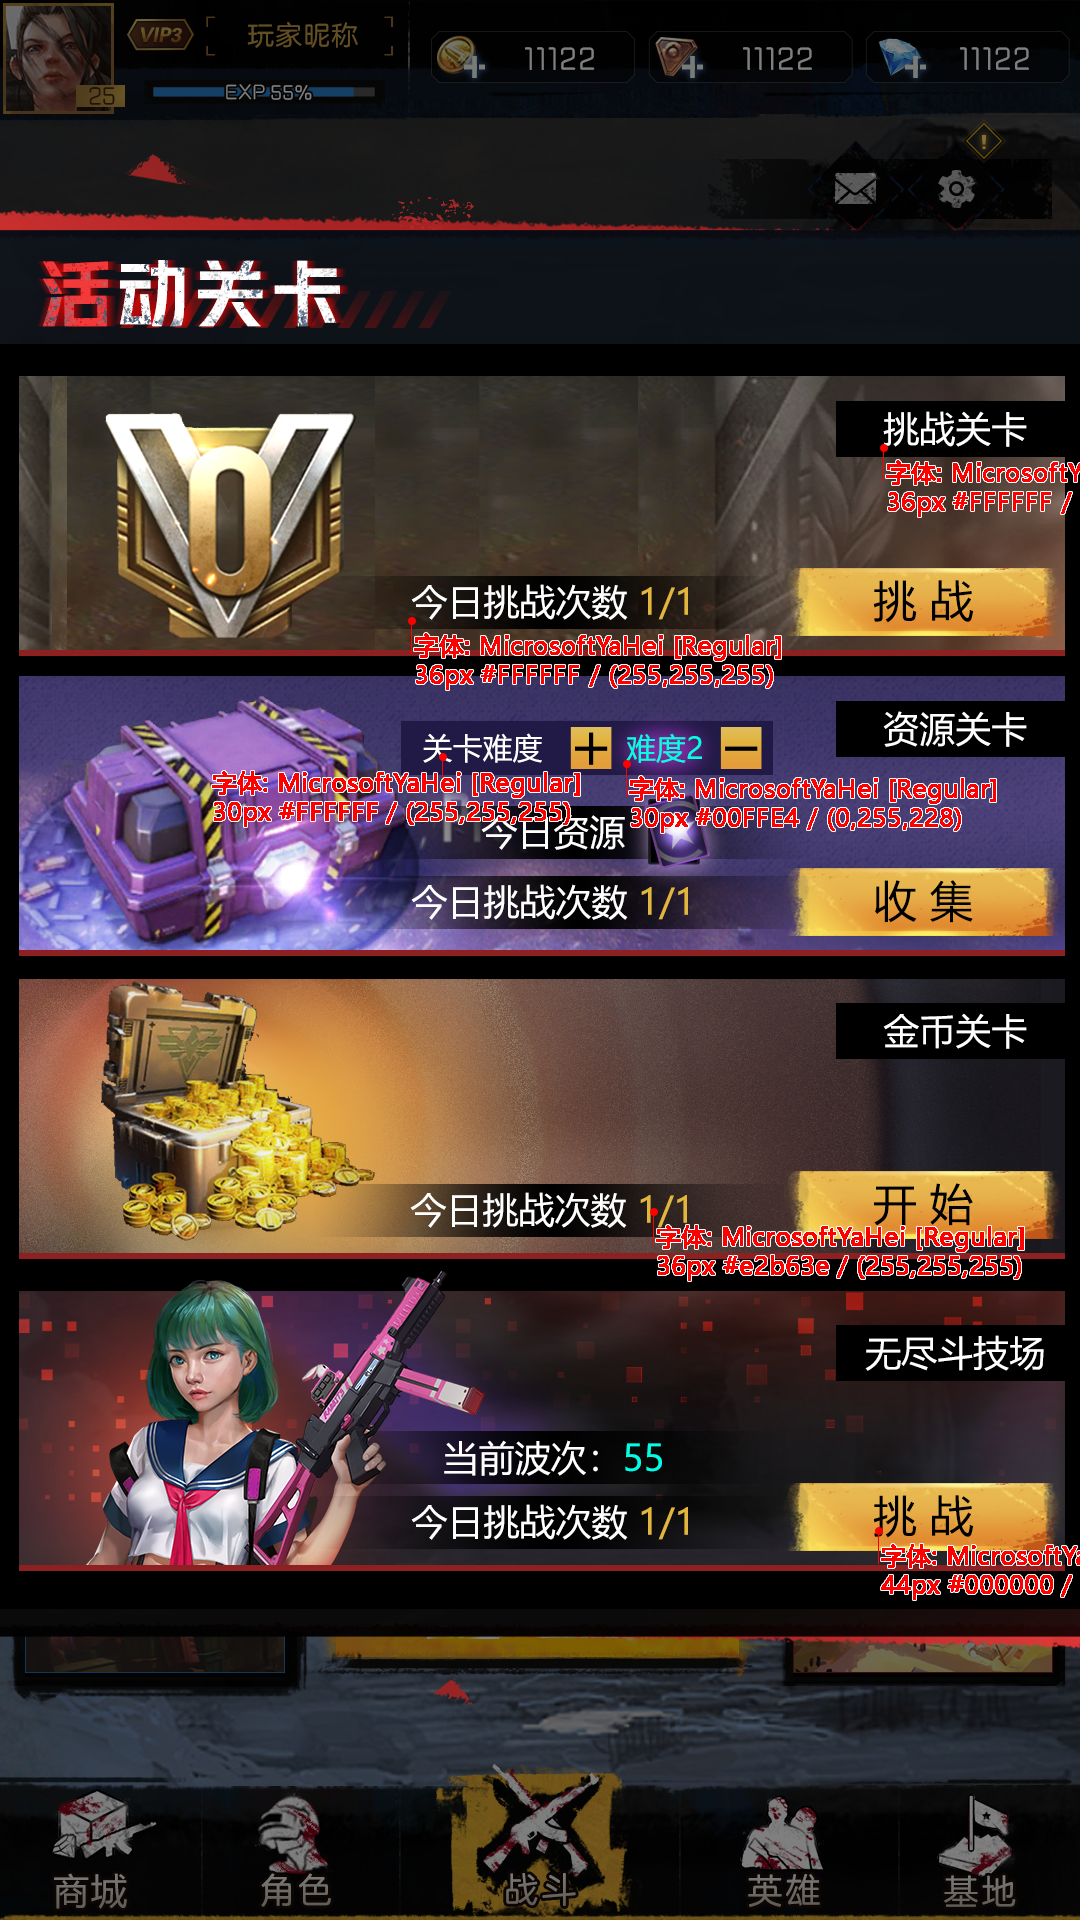 VIP3
玩家昵称
25
EXP 55%
11122
11122
11122
活动关卡
挑战关卡
字体: MicrosoftY
36px #FFFFFF /
今日挑战次数 1/1
挑 战
字体: MicrosoftYaHei [Regular]
36px #FFFFFF / (255,255,255)
资源关卡
关卡难度
难度2
字体: MicrosoftYaHei [Regular]
30px #FFFFFF / (255,255,255)
字体: MicrosoftYaHei [Regular]
30px #00FFE4 / (0,255,228)
今日资源
今日挑战次数 1/1
收 集
金币关卡
今日挑战次数 1/1
开 始
字体: MicrosoftYaHei [Regular]
36px #e2b63e / (255,255,255)
无尽斗技场
当前波次：55
今日挑战次数 1/1
挑 战
字体: MicrosoftYa
44px #000000 /
商城
角色
战斗
英雄
基地